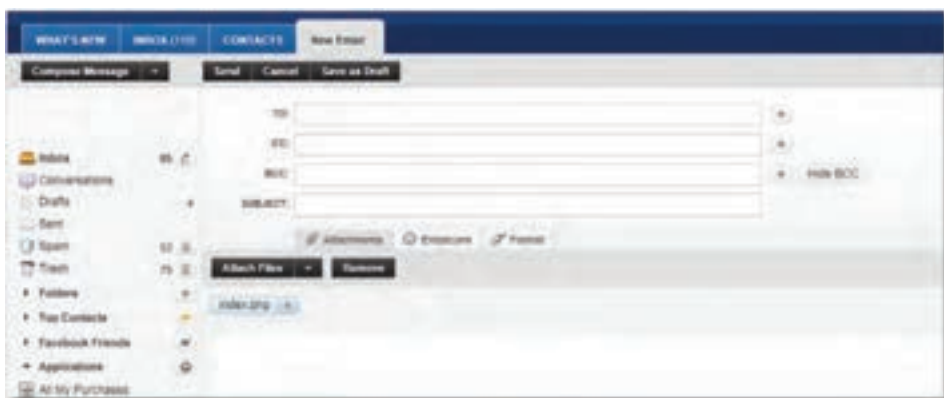 WHAT'S NEW
INBOX
CONTACTS
New Email
Compose Message
Send
Cancel
Save as Draft
TO:
CC:
BCC:
Hide BCC
SUBJECT:
Attachments
Emoticons
Format
Attach Files
Remove
Inbox
Conversations
Drafts
Sent
Spam
Trash
Folders
Top Contacts
Facebook Friends
Applications
All My Purchases